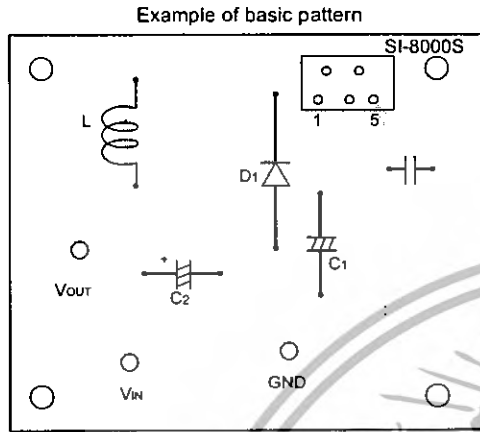 Example of basic pattern
SI-8000S
1 5
L
D1
C1
VOUT
+
C2
VIN
GND